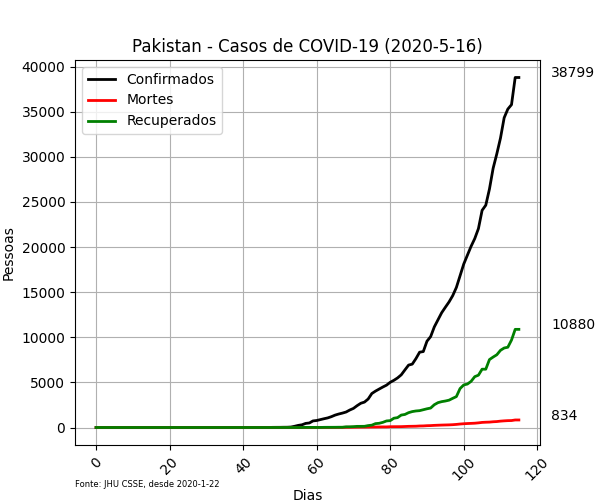 Pakistan - Casos de COVID-19 (2020-5-16)
Confirmados
Mortes
Recuperados
40000
35000
30000
25000
20000
15000
10000
5000
0
Pessoas
38799
10880
834
0
20
40
60
80
100
120
Dias
Fonte: JHU CSSE, desde 2020-1-22